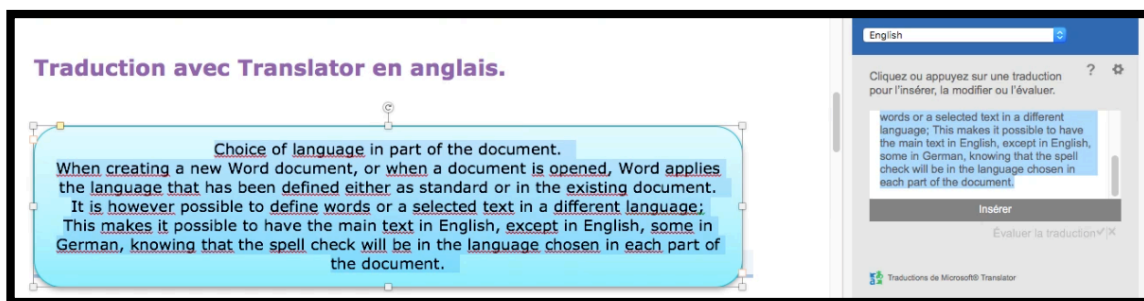 Traduction avec Translator en anglais.
Choice of language in part of the document.
When creating a new Word document, or when a document is opened, Word applies
the language that has been defined either as standard or in the existing document.
It is however possible to define words or a selected text in a different language;
This makes it possible to have the main text in English, except in English, some in
German, knowing that the spell check will be in the language chosen in each part of
the document.
English
Cliquez ou appuyez sur une traduction
pour l'insérer, la modifier ou l'évaluer.
?
words or a selected text in a different
language; This makes it possible to have
the main text in English, except in English,
some in German, knowing that the spell
check will be in the language chosen in
each part of the document.
Insérer
Évaluer la traduction
Traductions de Microsoft® Translator